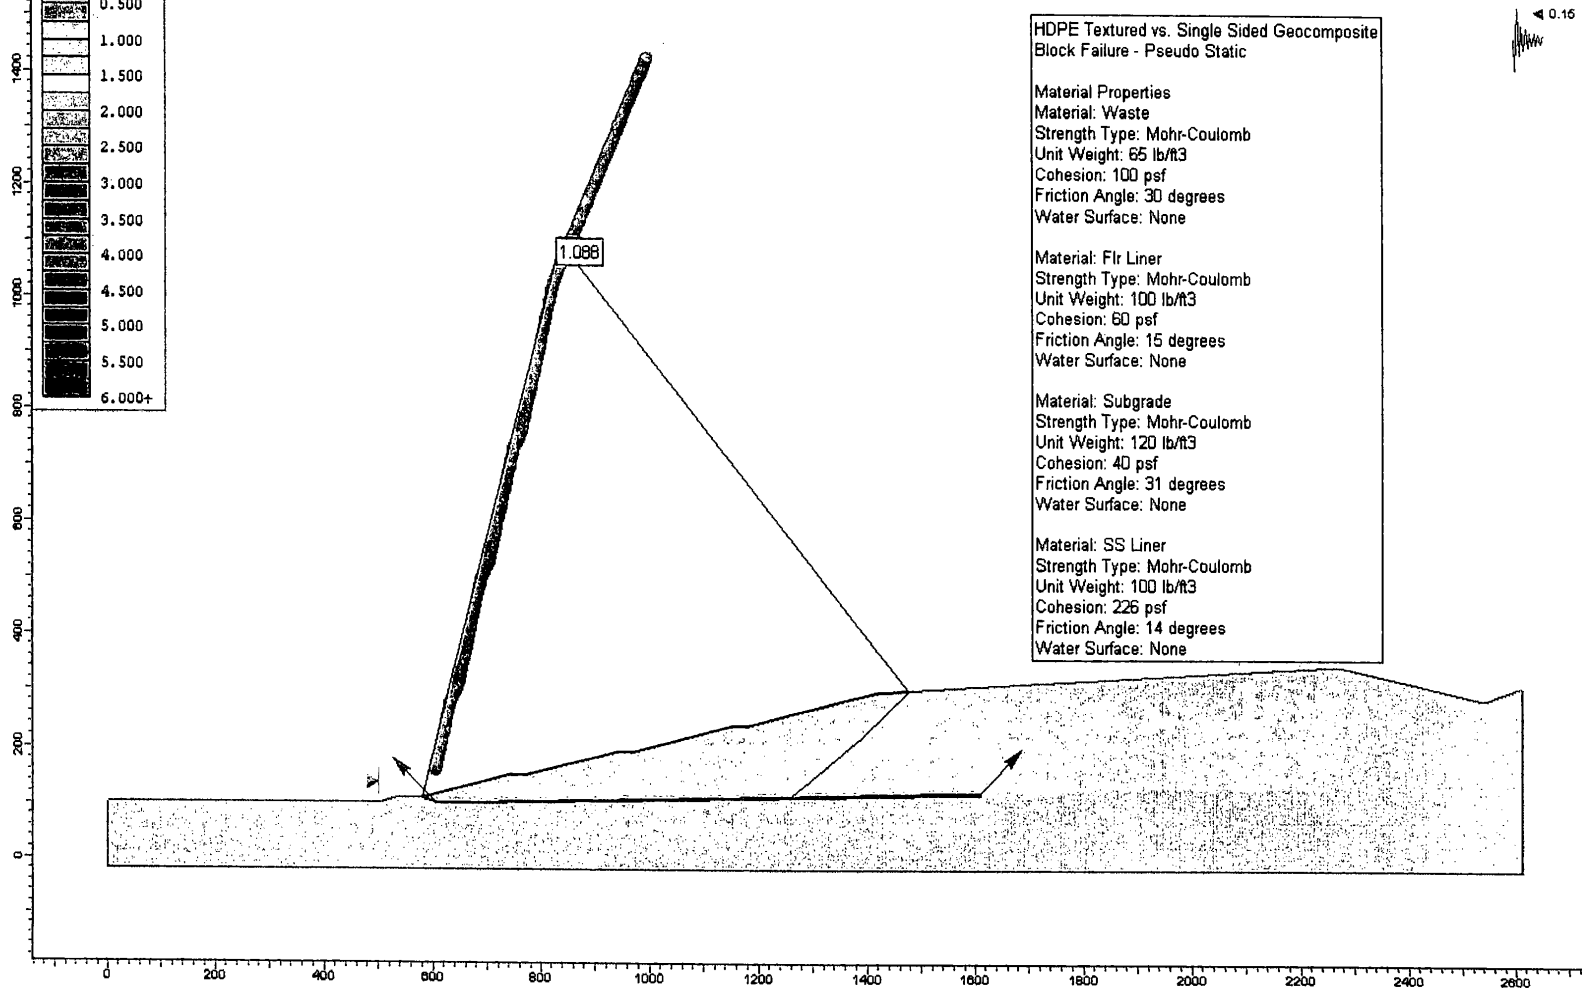 0.500
1.000
1.500
2.000
2.500
3.000
3.500
4.000
4.500
5.000
5.500
6.000+
1.088
HDPE Textured vs. Single Sided Geocomposite
Block Failure - Pseudo Static
Material Properties
Material: Waste
Strength Type: Mohr-Coulomb
Unit Weight: 65 lb/ft3
Cohesion: 100 psf
Friction Angle: 30 degrees
Water Surface: None
Material: Flr Liner
Strength Type: Mohr-Coulomb
Unit Weight: 100 lb/ft3
Cohesion: 60 psf
Friction Angle: 15 degrees
Water Surface: None
Material: Subgrade
Strength Type: Mohr-Coulomb
Unit Weight: 120 lb/ft3
Cohesion: 40 psf
Friction Angle: 31 degrees
Water Surface: None
Material: SS Liner
Strength Type: Mohr-Coulomb
Unit Weight: 100 lb/ft3
Cohesion: 226 psf
Friction Angle: 14 degrees
Water Surface: None
1400
1200
1000
800
600
400
200
0
0
200
400
600
800
1000
1200
1400
1600
1800
2000
2200
2400
2600